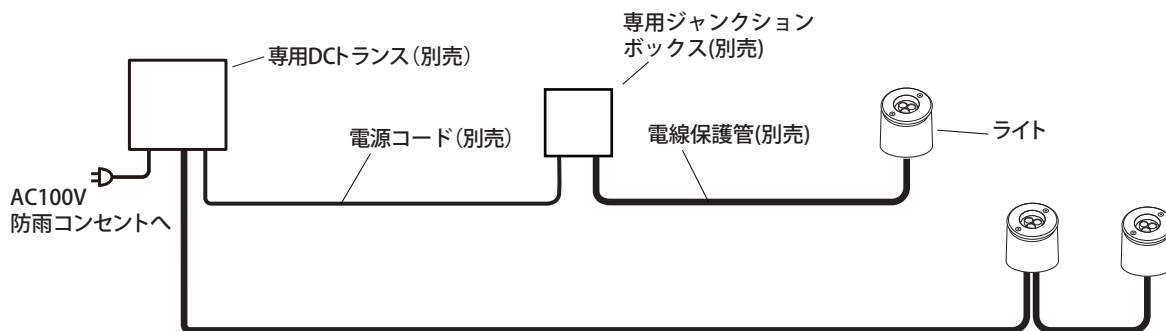 専用DCトランス（別売）
専用ジャンクション
ボックス(別売)
電源コード（別売）
電線保護管(別売)
ライト
AC100V
防雨コンセントへ